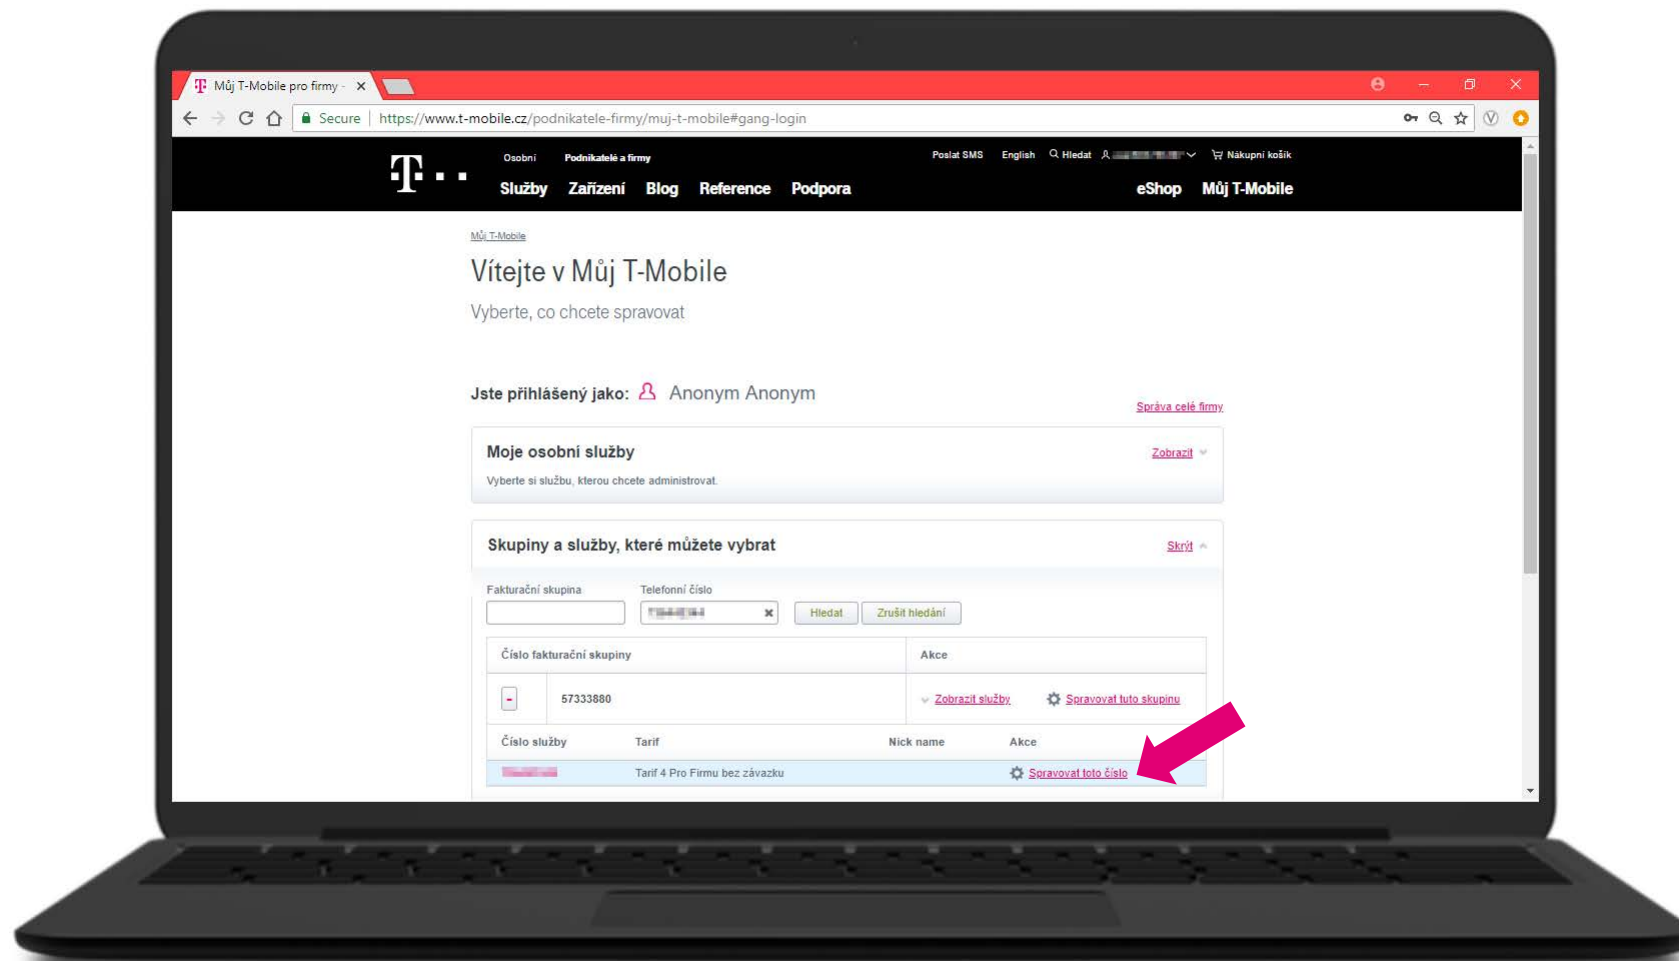 Můj T-Mobile pro firmy -
Secure https://www.t-mobile.cz/podnikatele-firmy/muj-t-mobile#gang-login
Osobní Podnikatelé a firmy Poslat SMS English Hledat Nákupní košík
Služby Zařízení Blog Reference Podpora eShop Můj T-Mobile
Můj T-Mobile
Vítejte v Můj T-Mobile
Vyberte, co chcete spravovat
Jste přihlášený jako: Anonym Anonym
Správa celé firmy
Moje osobní služby Zobrazit
Vyberte si službu, kterou chcete administrovat.
Skupiny a služby, které můžete vybrat Skrýt
Fakturační skupina Telefonní číslo
Hledat Zrušit hledání
Číslo fakturační skupiny Akce
57333880 Zobrazit služby Spravovat tuto skupinu
Číslo služby Tarif Nick name Akce
Tarif 4 Pro Firmu bez závazku Spravovat toto číslo